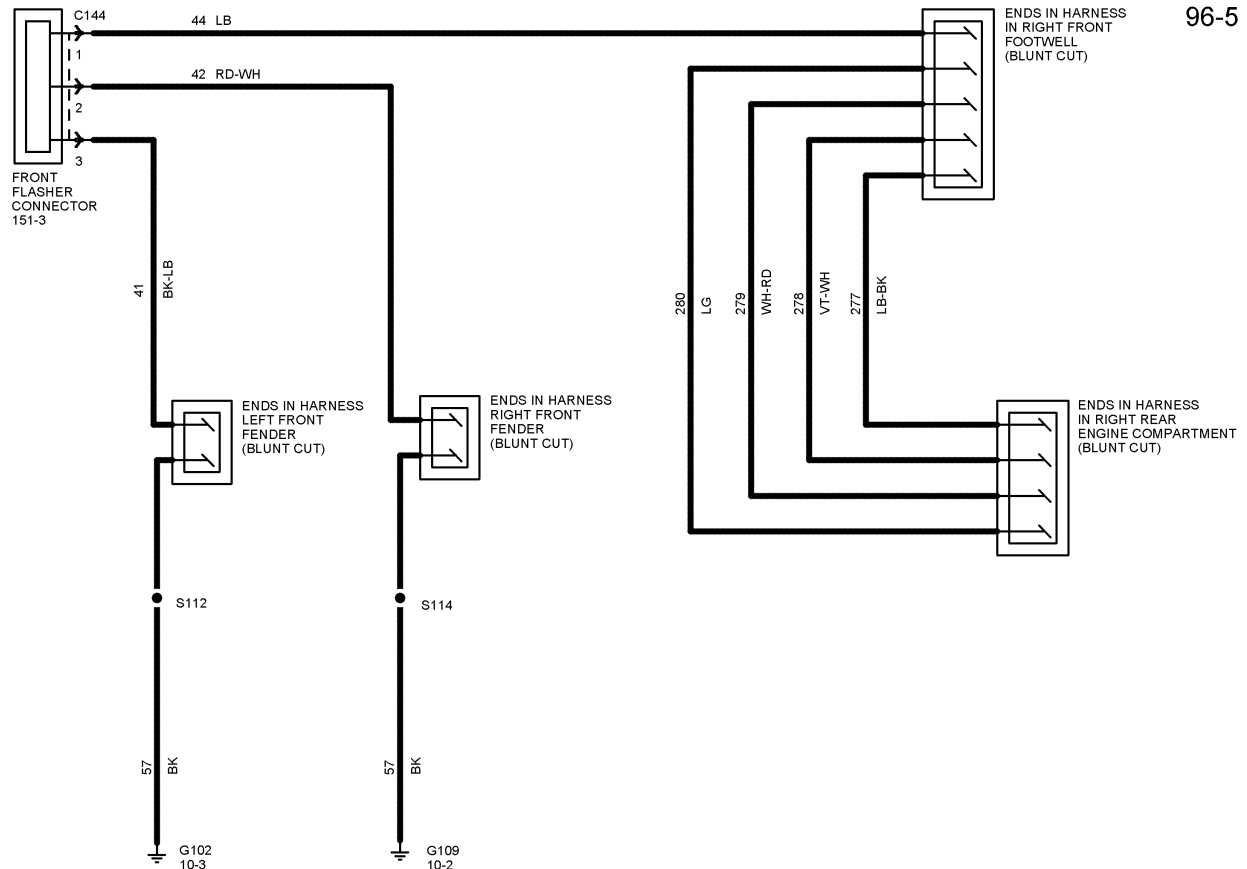 96-5
C144
44 LB
1
42 RD-WH
2
3
FRONT
FLASHER
CONNECTOR
151-3
ENDS IN HARNESS
IN RIGHT FRONT
FOOTWELL
(BLUNT CUT)
41
BK-LB
280
LG
279
WH-RD
278
VT-WH
277
LB-BK
ENDS IN HARNESS
LEFT FRONT
FENDER
(BLUNT CUT)
ENDS IN HARNESS
RIGHT FRONT
FENDER
(BLUNT CUT)
ENDS IN HARNESS
IN RIGHT REAR
ENGINE COMPARTMENT
(BLUNT CUT)
S112
S114
57
BK
57
BK
G102
10-3
G109
10-2